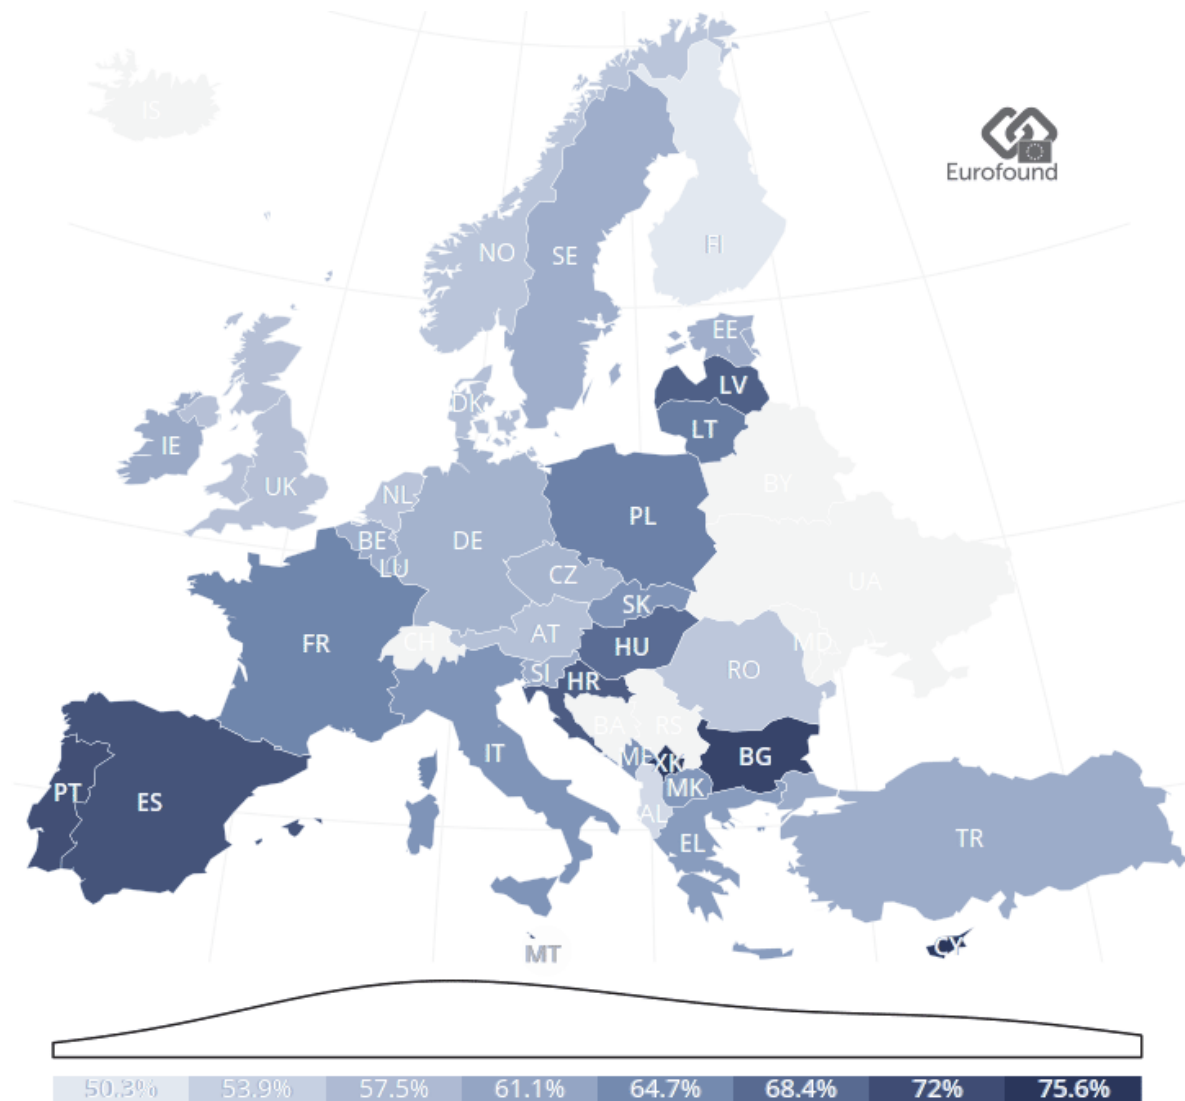 IS
Eurofound
NO
SE
FI
EE
LV
DK
LT
IE
UK
NL
BY
PL
BE
DE
LU
CZ
UA
SK
FR
CH
AT
HU
MD
SI
RO
HR
BA
RS
IT
ME
XK
BG
PT
ES
MK
AL
EL
TR
CY
MT
50.3% 53.9% 57.5% 61.1% 64.7% 68.4% 72% 75.6%